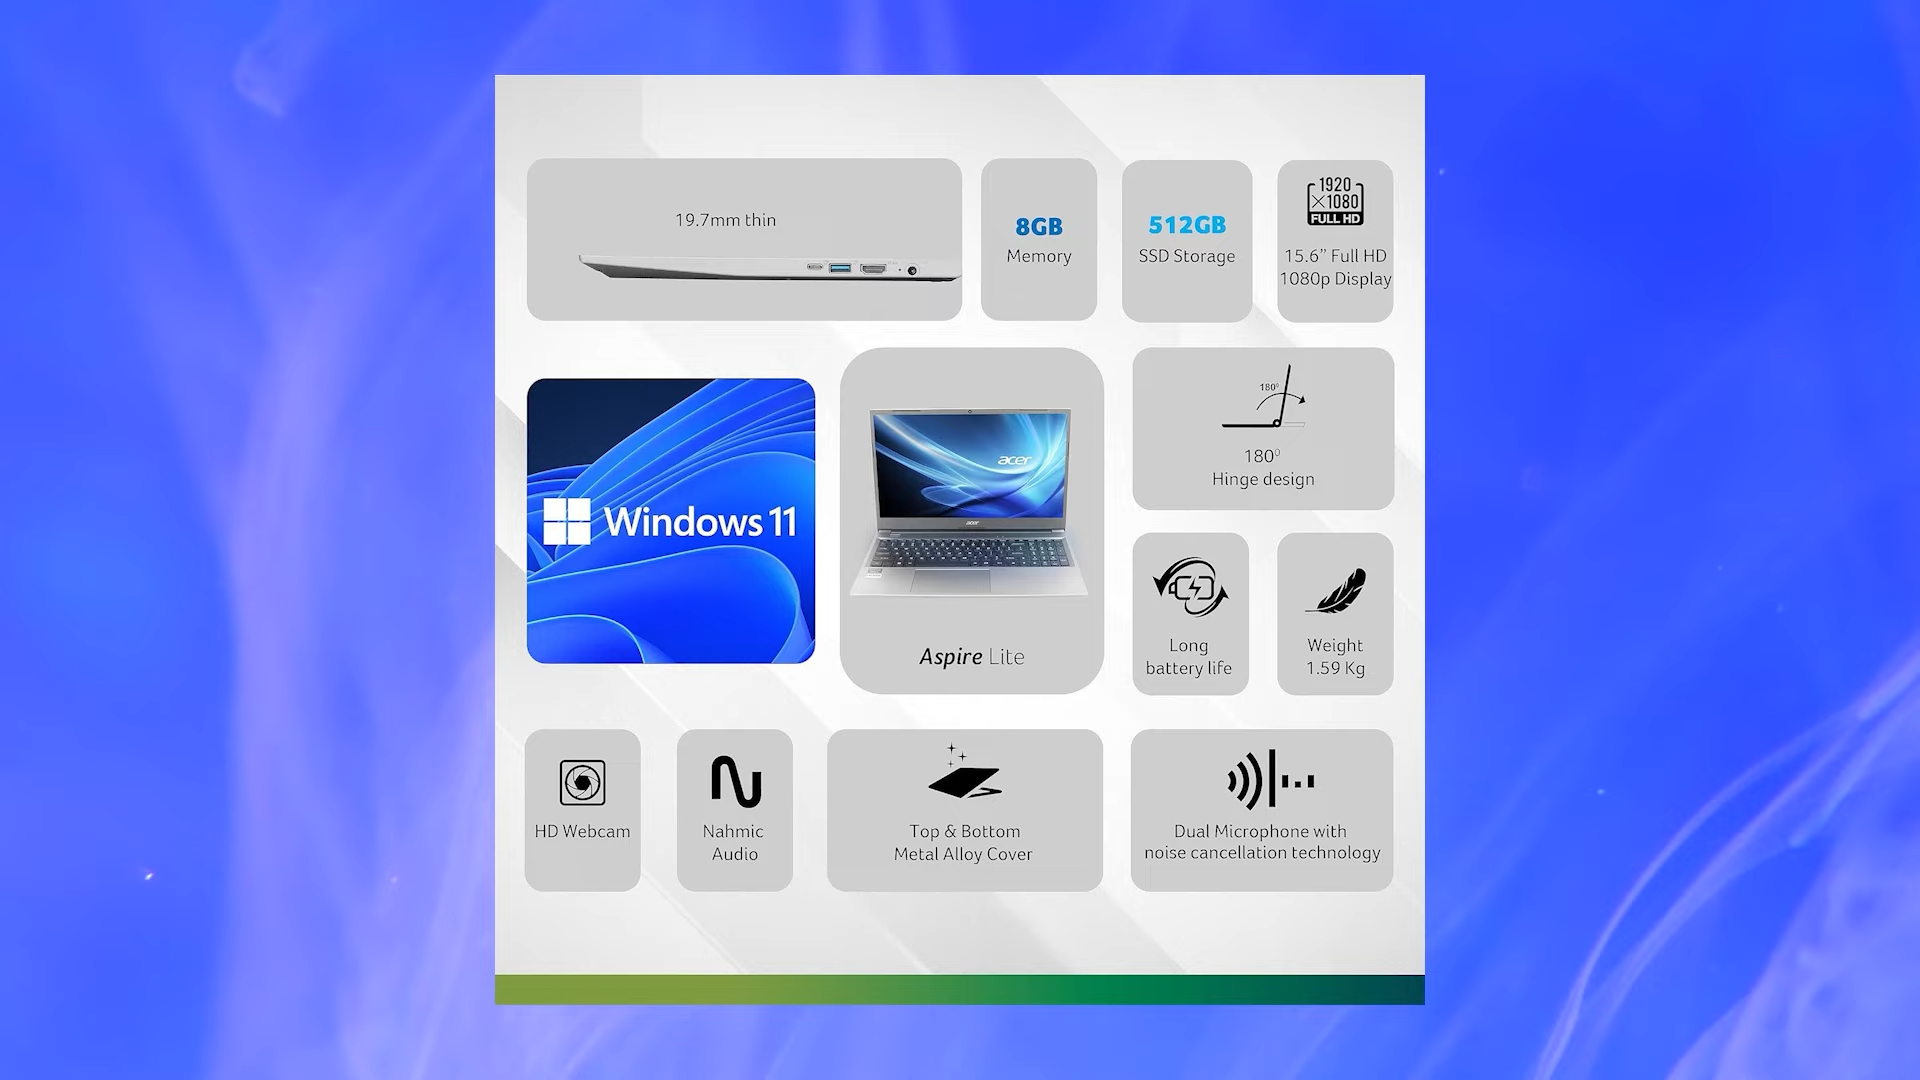 19.7mm thin
8GB
Memory
512GB
SSD Storage
1920
×1080
FULL HD
15.6” Full HD
1080p Display
Windows 11
acer
acer
Aspire Lite
180⁰
180⁰
Hinge design
Long
battery life
Weight
1.59 Kg
HD Webcam
Nahmic
Audio
Top & Bottom
Metal Alloy Cover
Dual Microphone with
noise cancellation technology